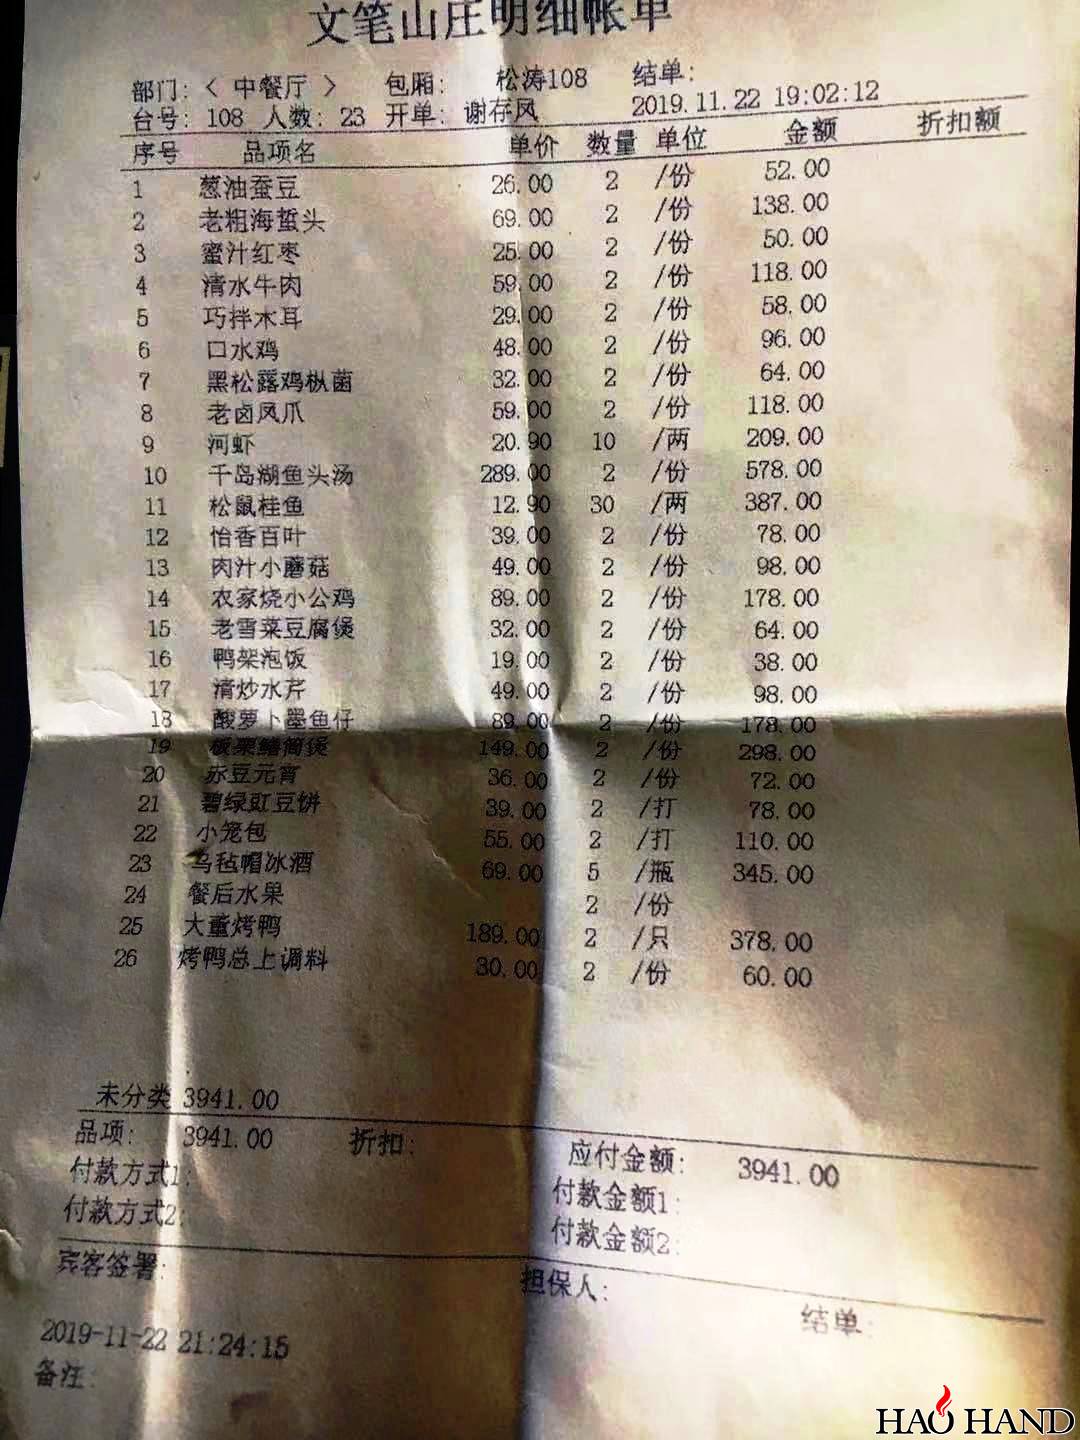 文笔山庄明细帐单
部门: < 中餐厅 > 包厢: 松涛108 结单:
台号: 108 人数: 23 开单: 谢存凤 2019.11.22 19:02:12
序号 品项名 单价 数量 单位 金额 折扣额
1 葱油蚕豆 26.00 2 /份 52.00
2 老粗海蜇头 69.00 2 /份 138.00
3 蜜汁红枣 25.00 2 /份 50.00
4 清水牛肉 59.00 2 /份 118.00
5 巧拌木耳 29.00 2 /份 58.00
6 口水鸡 48.00 2 /份 96.00
7 黑松露鸡枞菌 32.00 2 /份 64.00
8 老卤凤爪 59.00 2 /份 118.00
9 河虾 20.90 10 /两 209.00
10 千岛湖鱼头汤 289.00 2 /份 578.00
11 松鼠桂鱼 12.90 30 /两 387.00
12 怡香百叶 39.00 2 /份 78.00
13 肉汁小蘑菇 49.00 2 /份 98.00
14 农家烧小公鸡 89.00 2 /份 178.00
15 老雪菜豆腐煲 32.00 2 /份 64.00
16 鸭架泡饭 19.00 2 /份 38.00
17 清炒水芹 49.00 2 /份 98.00
18 酸萝卜墨鱼仔 89.00 2 /份 178.00
19 板栗鳝筒煲 149.00 2 /份 298.00
20 赤豆元宵 36.00 2 /份 72.00
21 碧绿豇豆饼 39.00 2 /打 78.00
22 小笼包 55.00 2 /打 110.00
23 乌毡帽冰酒 69.00 5 /瓶 345.00
24 餐后水果 2 /份
25 大董烤鸭 189.00 2 /只 378.00
26 烤鸭总上调料 30.00 2 /份 60.00
未分类 3941.00
品项: 3941.00 折扣: 应付金额: 3941.00
付款方式1: 付款金额1:
付款方式2: 付款金额2:
宾客签署: 担保人: 结单:
2019-11-22 21:24:15
备注:
HAO HAND